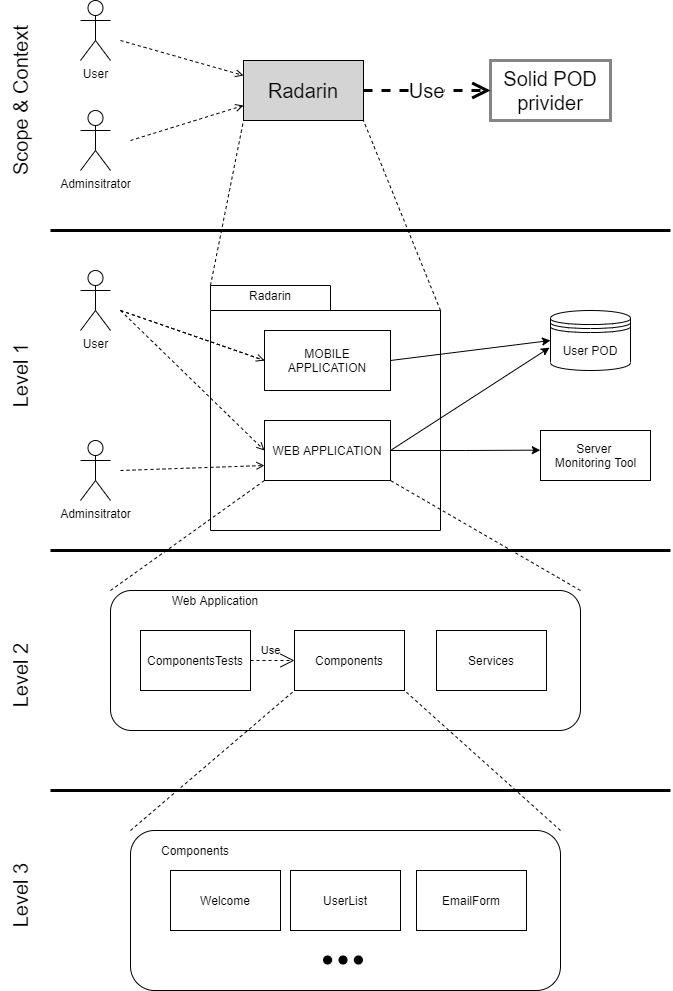 Scope & Context
User
Adminsitrator
Radarin
Use
Solid POD
privider
Level 1
User
Adminsitrator
Radarin
MOBILE
APPLICATION
WEB APPLICATION
User POD
Server
Monitoring Tool
Level 2
Web Application
ComponentsTests
Use
Components
Services
Level 3
Components
Welcome
UserList
EmailForm